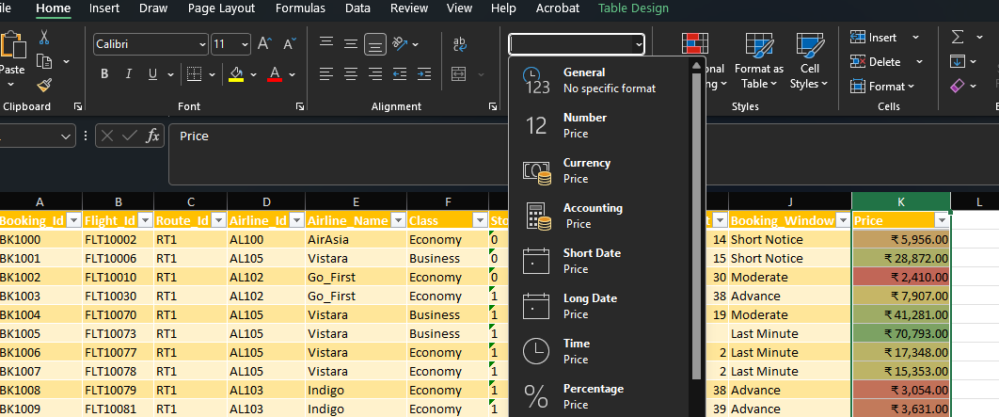 ile Home Insert Draw Page Layout Formulas Data Review View Help Acrobat Table Design
Calibri 11 A A ab Insert
Paste B I U A onal Format as Cell Delete
ng Table Styles Format
Clipboard Font Alignment Styles Cells
fx Price
General
123 No specific format
Number
12 Price
Currency
Price
Accounting
Price
Short Date
Price
Long Date
Price
Time
Price
Percentage
% Price
A B C D E F J K L
Booking_Id Flight_Id Route_Id Airline_Id Airline_Name Class Sto t Booking_Window Price
BK1000 FLT10002 RT1 AL100 AirAsia Economy 0 14 Short Notice ₹ 5,956.00
BK1001 FLT10006 RT1 AL105 Vistara Business 0 15 Short Notice ₹ 28,872.00
BK1002 FLT10010 RT1 AL102 Go_First Economy 0 30 Moderate ₹ 2,410.00
BK1003 FLT10030 RT1 AL102 Go_First Economy 1 38 Advance ₹ 7,907.00
BK1004 FLT10070 RT1 AL105 Vistara Business 1 19 Moderate ₹ 41,281.00
BK1005 FLT10073 RT1 AL105 Vistara Business 1 Last Minute ₹ 70,793.00
BK1006 FLT10077 RT1 AL105 Vistara Economy 1 2 Last Minute ₹ 17,348.00
BK1007 FLT10078 RT1 AL105 Vistara Economy 1 2 Last Minute ₹ 15,353.00
BK1008 FLT10079 RT1 AL103 Indigo Economy 1 38 Advance ₹ 3,054.00
BK1009 FLT10081 RT1 AL103 Indigo Economy 1 39 Advance ₹ 3,631.00